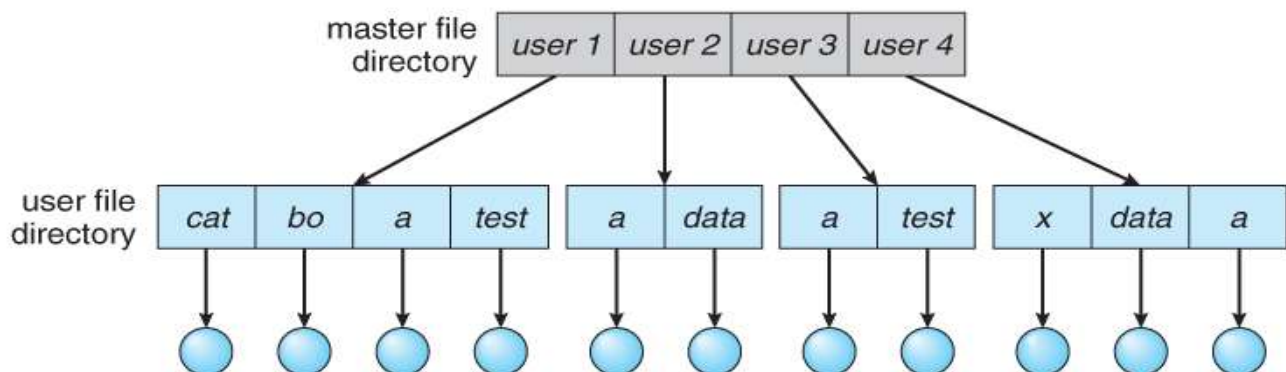 master file
directory
user 1 user 2 user 3 user 4
user file
directory
cat bo a test a data a test x data a